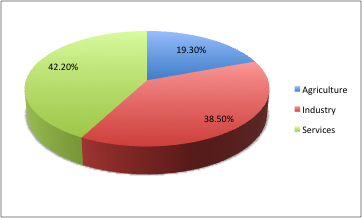 19.30%
42.20%
38.50%
Agriculture
Industry
Services